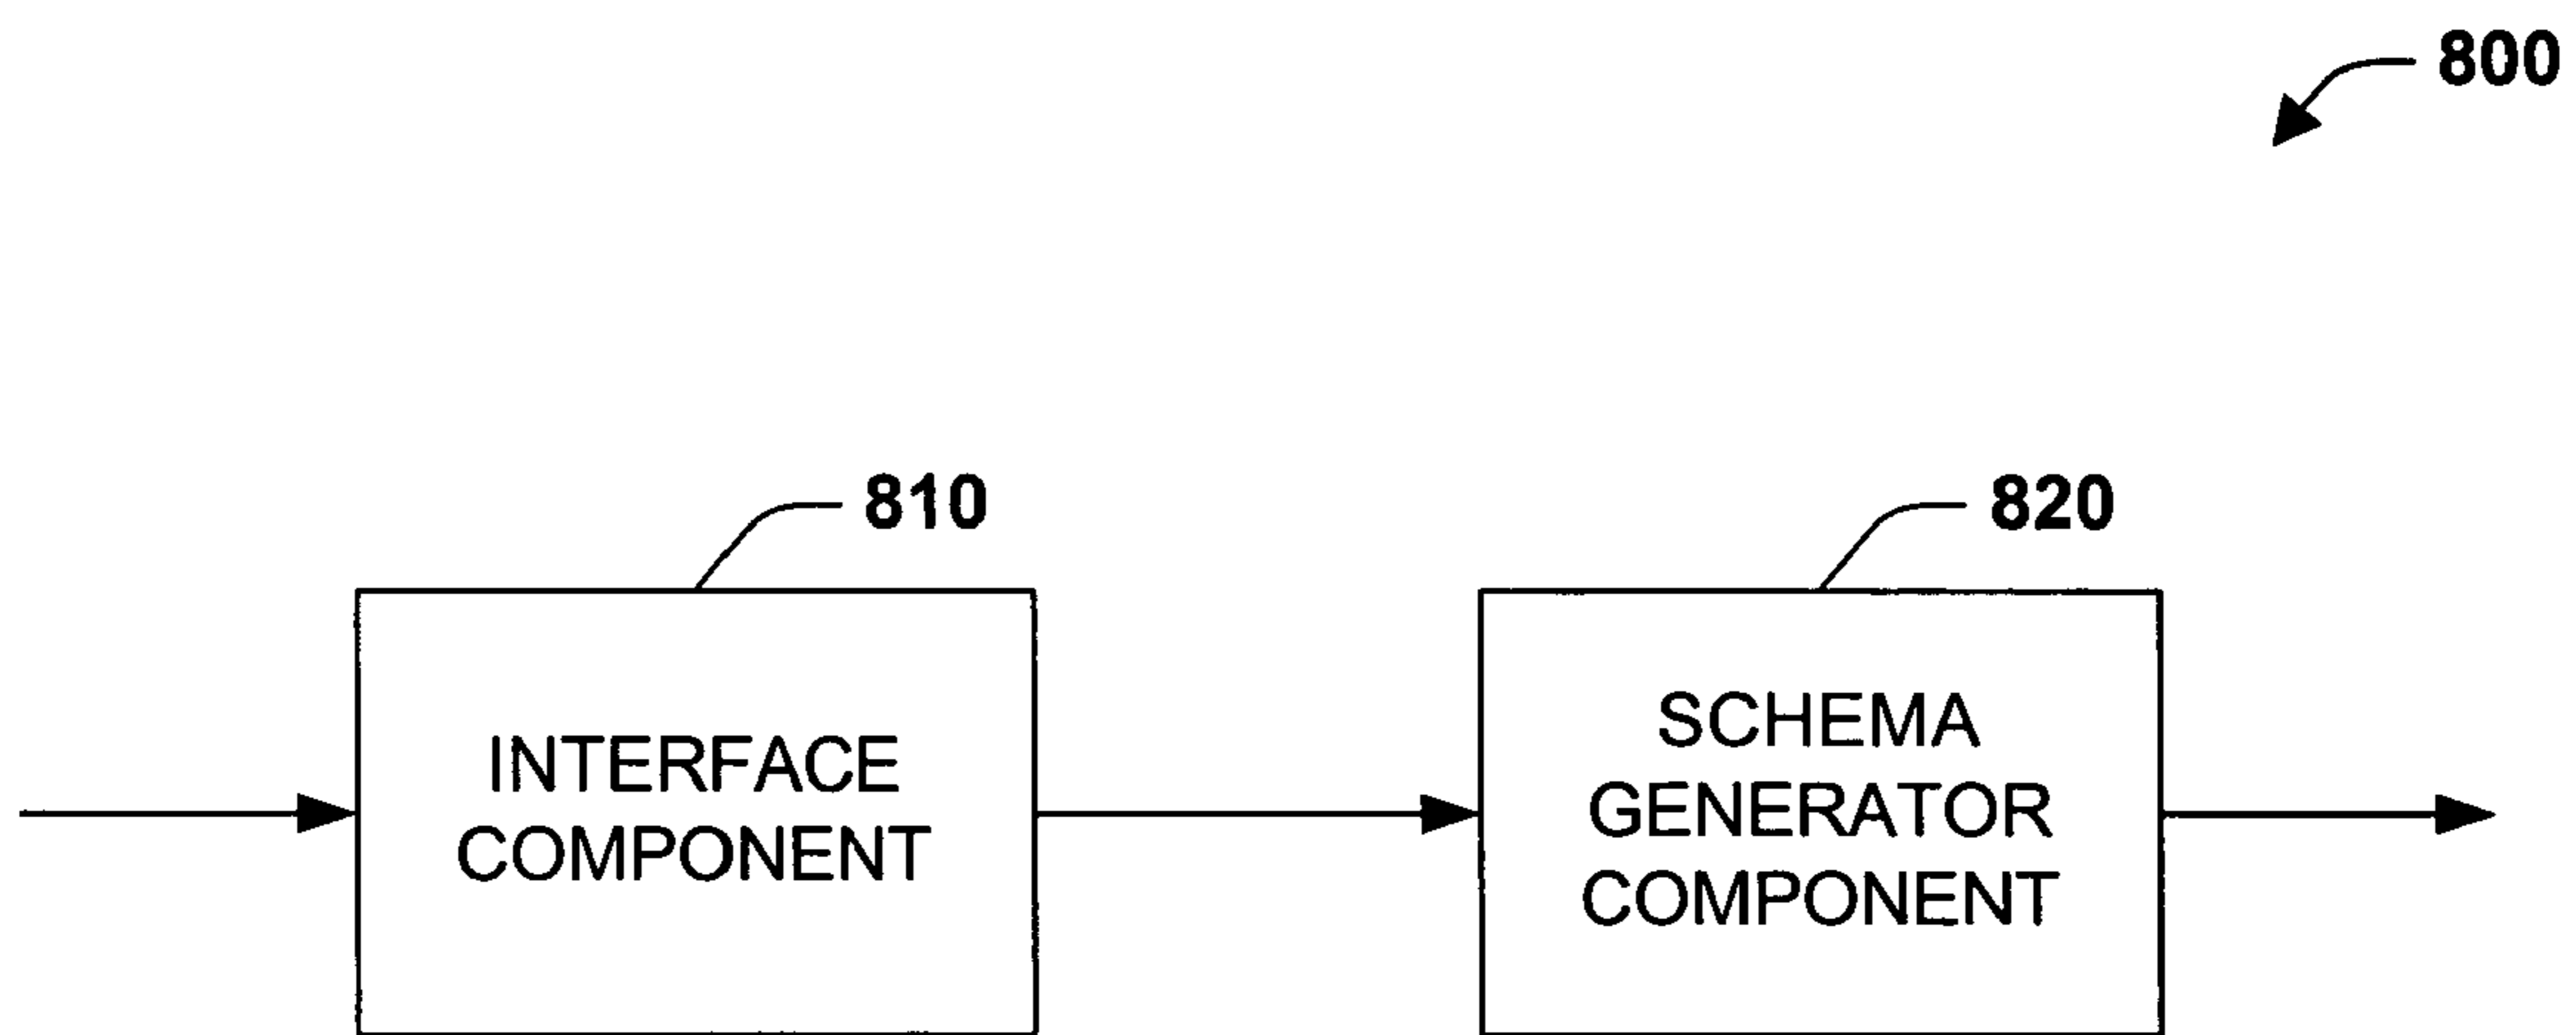 800
810
820
INTERFACE
COMPONENT
SCHEMA
GENERATOR
COMPONENT